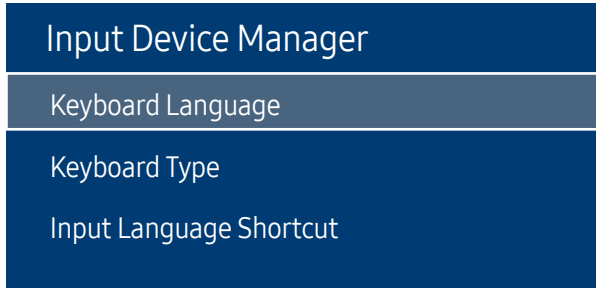 Input Device Manager
Keyboard Language
Keyboard Type
Input Language Shortcut